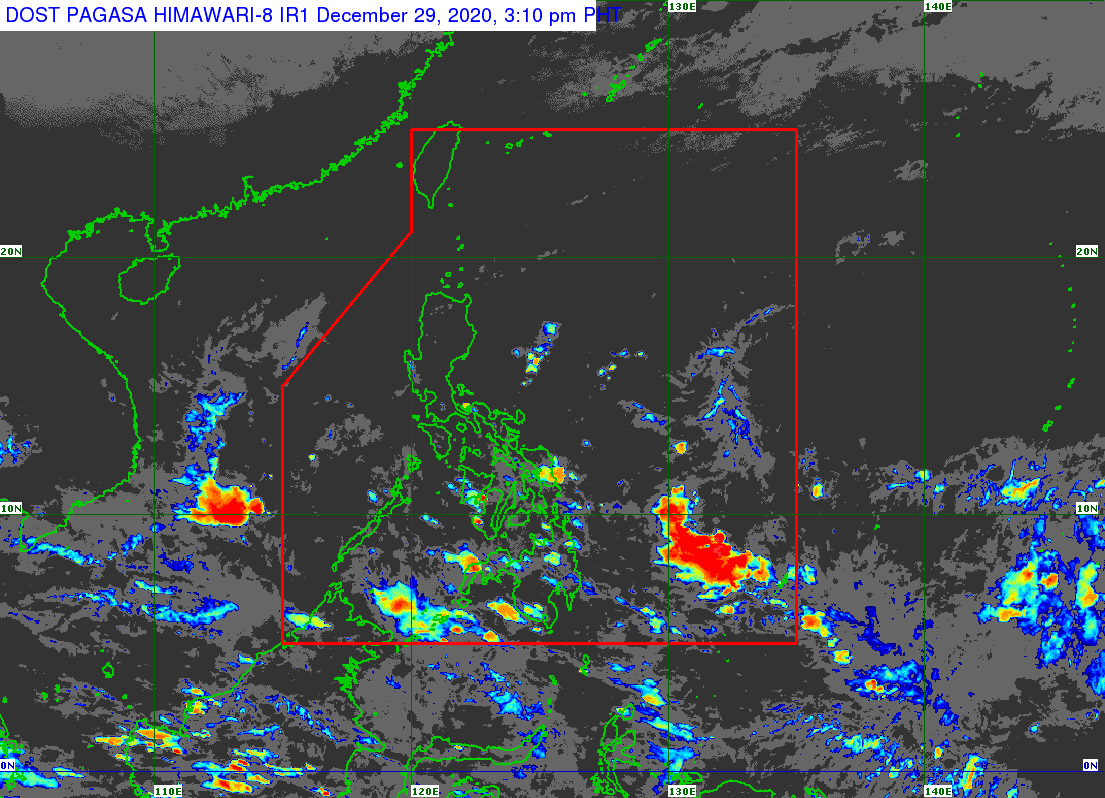 DOST PAGASA HIMAWARI-8 IR1 December 29, 2020, 3:10 pm PHT
130E 140E
20N 20N
10N 10N
0N 0N
110E 120E 130E 140E